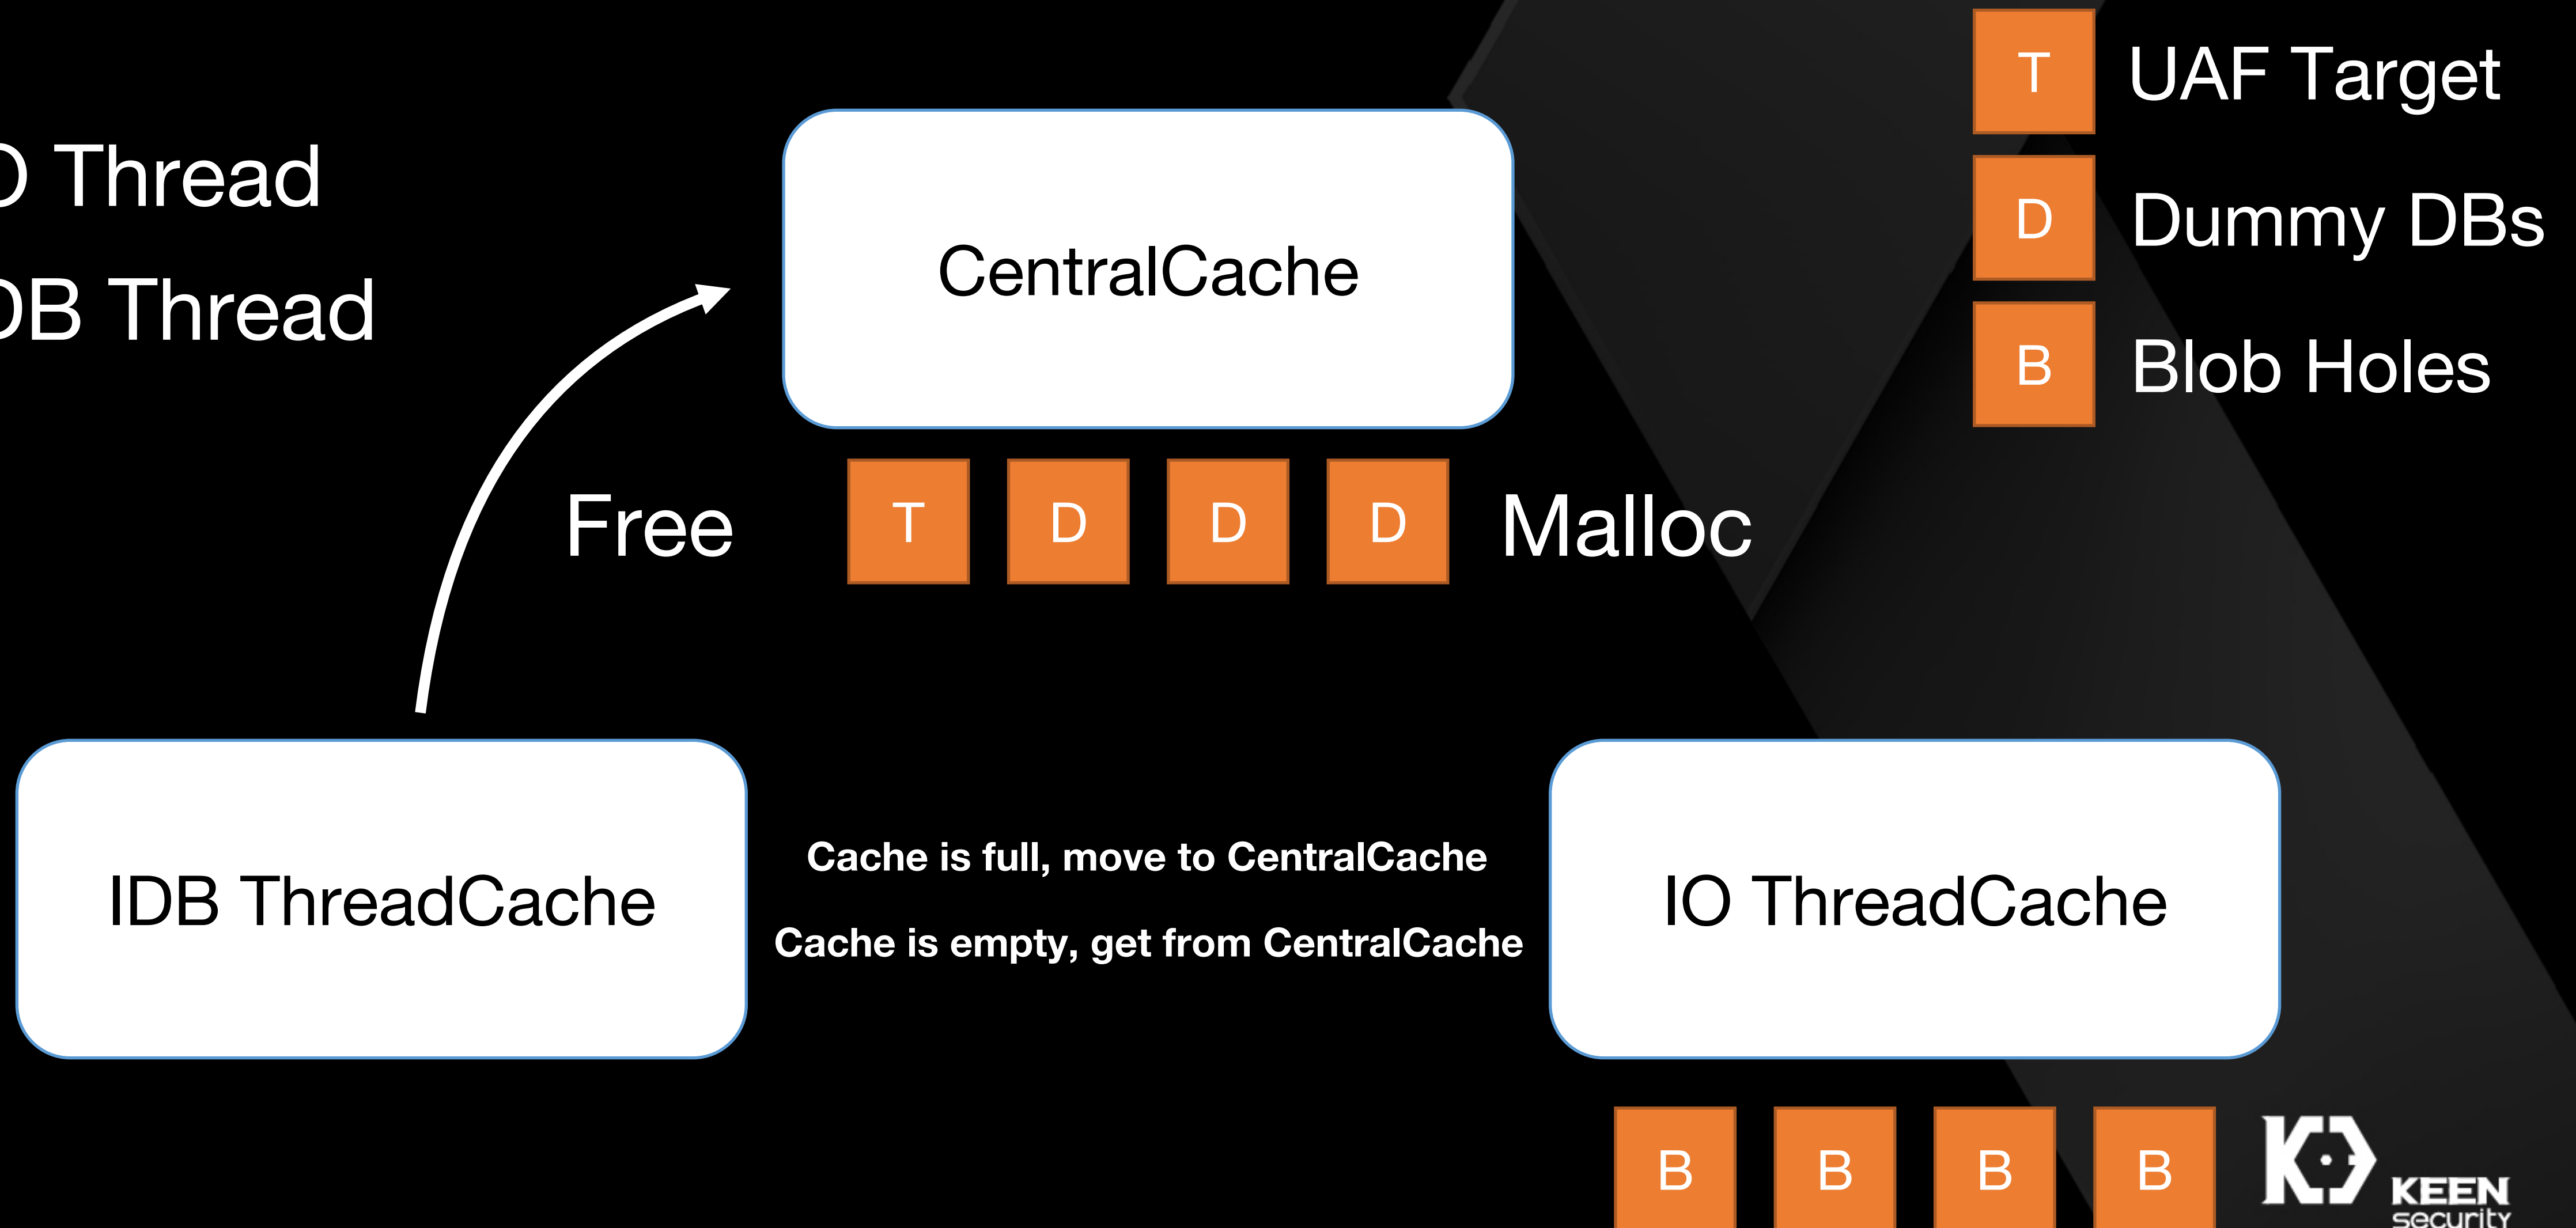 O Thread
DB Thread
CentralCache
T UAF Target
D Dummy DBs
B Blob Holes
Free T D D D Malloc
IDB ThreadCache
Cache is full, move to CentralCache
Cache is empty, get from CentralCache
IO ThreadCache
B B B B
KEEN
security